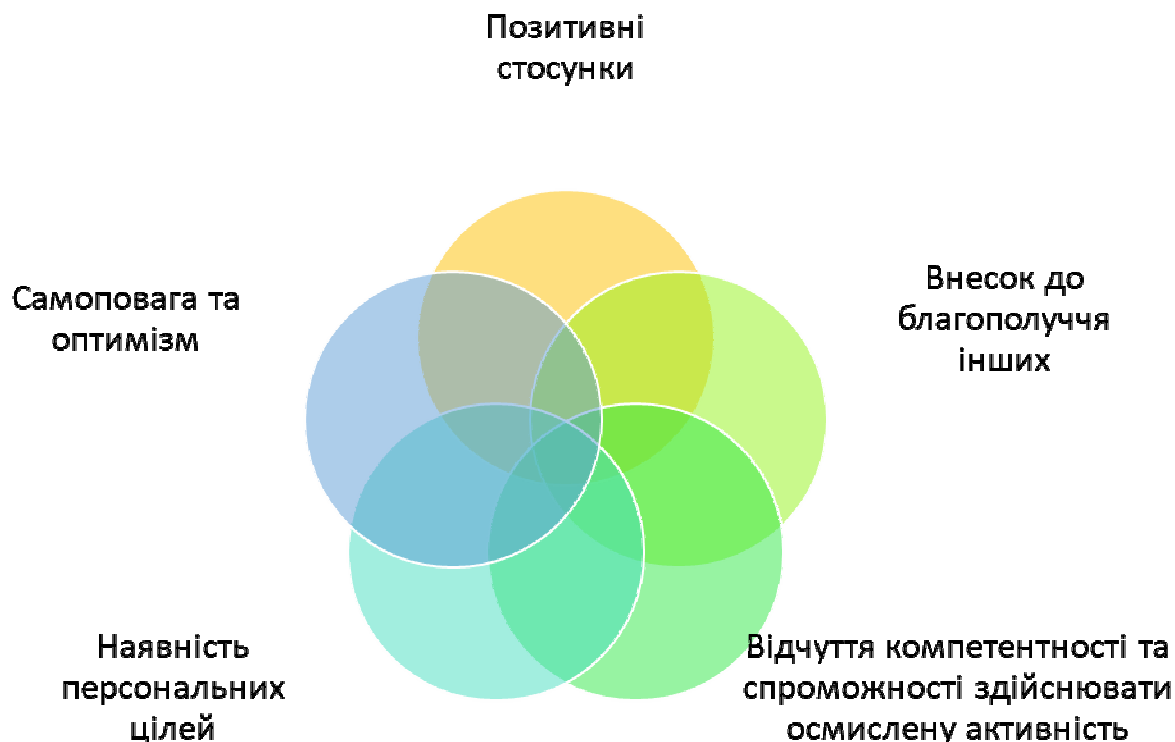 Позитивні
стосунки
Самоповага та
оптимізм
Внесок до
благополуччя
інших
Наявність
персональних
цілей
Відчуття компетентності та
спроможності здійснювати
осмислену активність